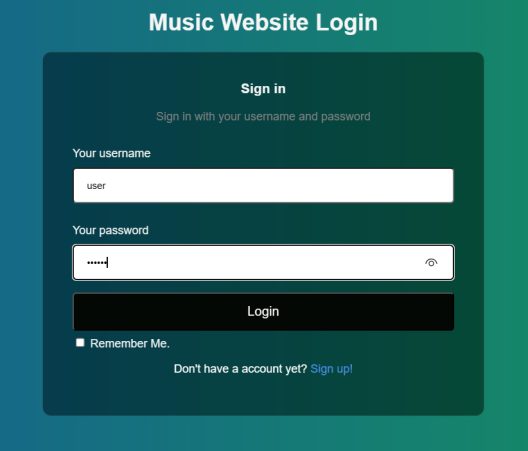 Music Website Login
Sign in
Sign in with your username and password
Your username
user
Your password
••••••
Login
Remember Me.
Don't have a account yet? Sign up!